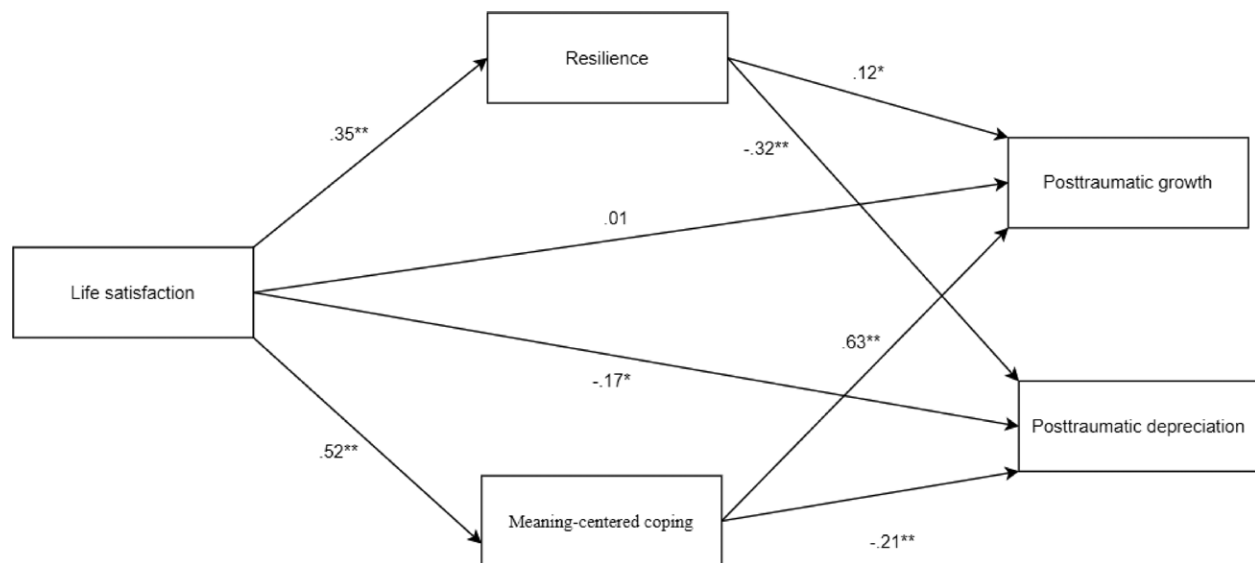 Resilience
.12*
.35**
-.32**
Posttraumatic growth
.01
Life satisfaction
.63**
-.17*
Posttraumatic depreciation
.52**
Meaning-centered coping
-.21**